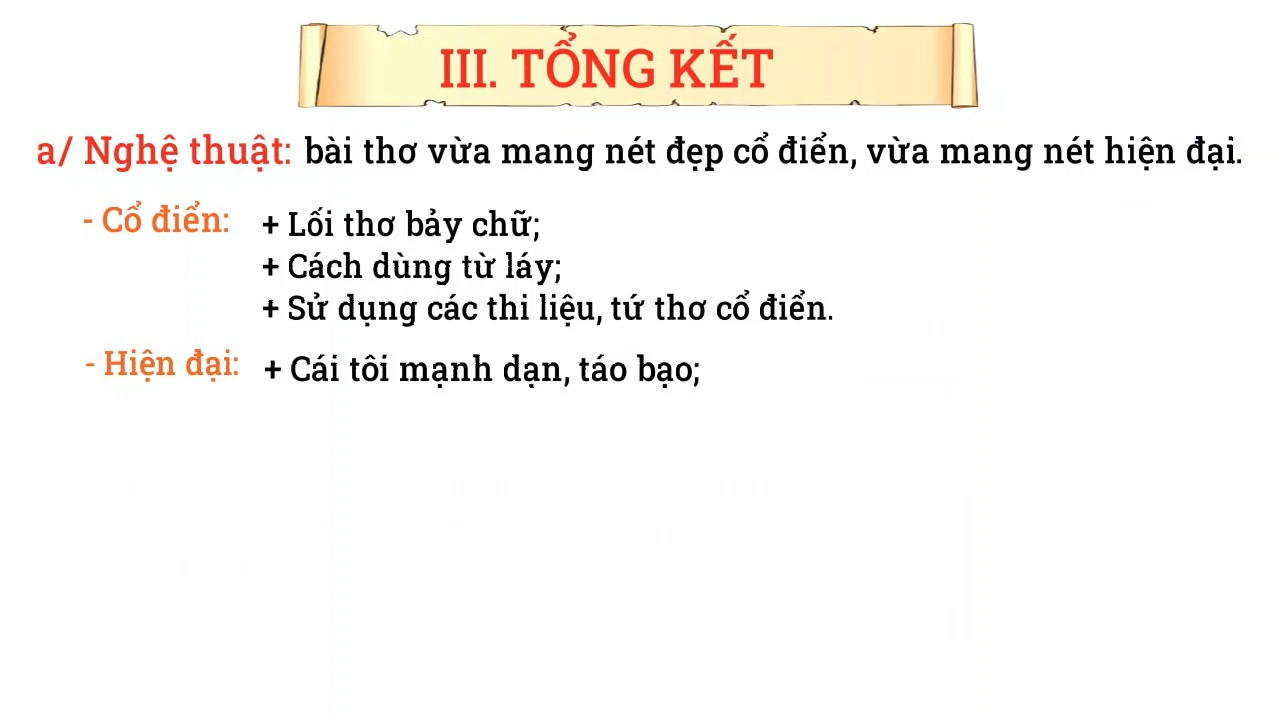 III. TỔNG KẾT
a/ Nghệ thuật: bài thơ vừa mang nét đẹp cổ điển, vừa mang nét hiện đại.
- Cổ điển: + Lối thơ bảy chữ;
+ Cách dùng từ láy;
+ Sử dụng các thi liệu, tứ thơ cổ điển.
- Hiện đại: + Cái tôi mạnh dạn, táo bạo;